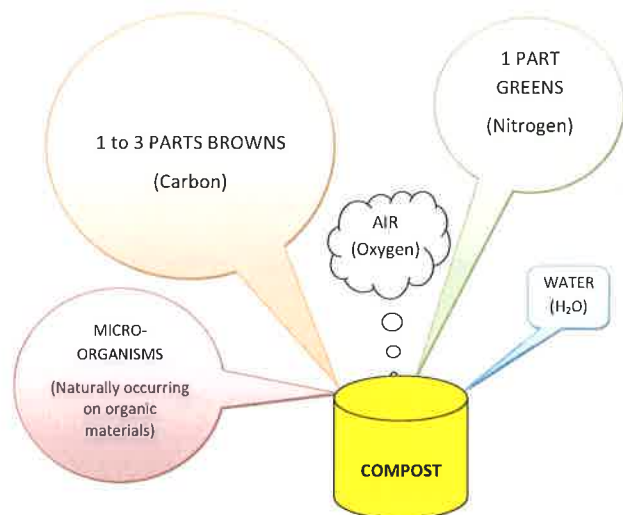 1 PART
GREENS
(Nitrogen)
1 to 3 PARTS BROWNS
(Carbon)
AIR
(Oxygen)
WATER
(H₂O)
MICRO-
ORGANISMS
(Naturally occurring
on organic
materials)
COMPOST